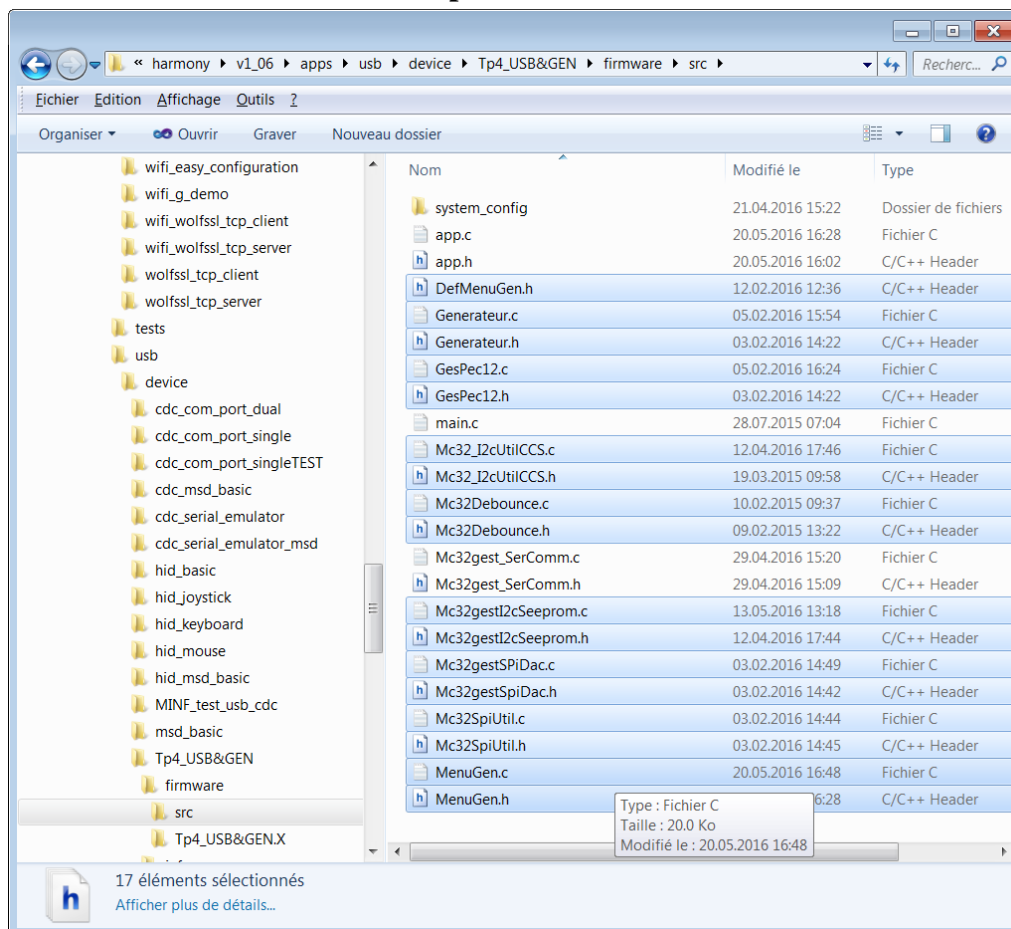 « harmony ▸ v1_06 ▸ apps ▸ usb ▸ device ▸ Tp4_USB&GEN ▸ firmware ▸ src ▸ Recherc...
Fichier Edition Affichage Outils ?
Organiser Ouvrir Graver Nouveau dossier
wifi_easy_configuration
wifi_g_demo
wifi_wolfssl_tcp_client
wifi_wolfssl_tcp_server
wolfssl_tcp_client
wolfssl_tcp_server
tests
usb
device
cdc_com_port_dual
cdc_com_port_single
cdc_com_port_singleTEST
cdc_msd_basic
cdc_serial_emulator
cdc_serial_emulator_msd
hid_basic
hid_joystick
hid_keyboard
hid_mouse
hid_msd_basic
MINF_test_usb_cdc
msd_basic
Tp4_USB&GEN
firmware
src
Tp4_USB&GEN.X
Nom Modifié le Type
system_config 21.04.2016 15:22 Dossier de fichiers
app.c 20.05.2016 16:28 Fichier C
app.h 20.05.2016 16:02 C/C++ Header
DefMenuGen.h 12.02.2016 12:36 C/C++ Header
Generateur.c 05.02.2016 15:54 Fichier C
Generateur.h 03.02.2016 14:22 C/C++ Header
GesPec12.c 05.02.2016 16:24 Fichier C
GesPec12.h 03.02.2016 14:22 C/C++ Header
main.c 28.07.2015 07:04 Fichier C
Mc32_I2cUtilCCS.c 12.04.2016 17:46 Fichier C
Mc32_I2cUtilCCS.h 19.03.2015 09:58 C/C++ Header
Mc32Debounce.c 10.02.2015 09:37 Fichier C
Mc32Debounce.h 09.02.2015 13:22 C/C++ Header
Mc32gest_SerComm.c 29.04.2016 15:20 Fichier C
Mc32gest_SerComm.h 29.04.2016 15:09 C/C++ Header
Mc32gestI2cSeeprom.c 13.05.2016 13:18 Fichier C
Mc32gestI2cSeeprom.h 12.04.2016 17:44 C/C++ Header
Mc32gestSPiDac.c 03.02.2016 14:49 Fichier C
Mc32gestSpiDac.h 03.02.2016 14:42 C/C++ Header
Mc32SpiUtil.c 03.02.2016 14:44 Fichier C
Mc32SpiUtil.h 03.02.2016 14:45 C/C++ Header
MenuGen.c 20.05.2016 16:48 Fichier C
MenuGen.h 6:28 C/C++ Header
Type : Fichier C
Taille : 20.0 Ko
Modifié le : 20.05.2016 16:48
17 éléments sélectionnés
Afficher plus de détails...